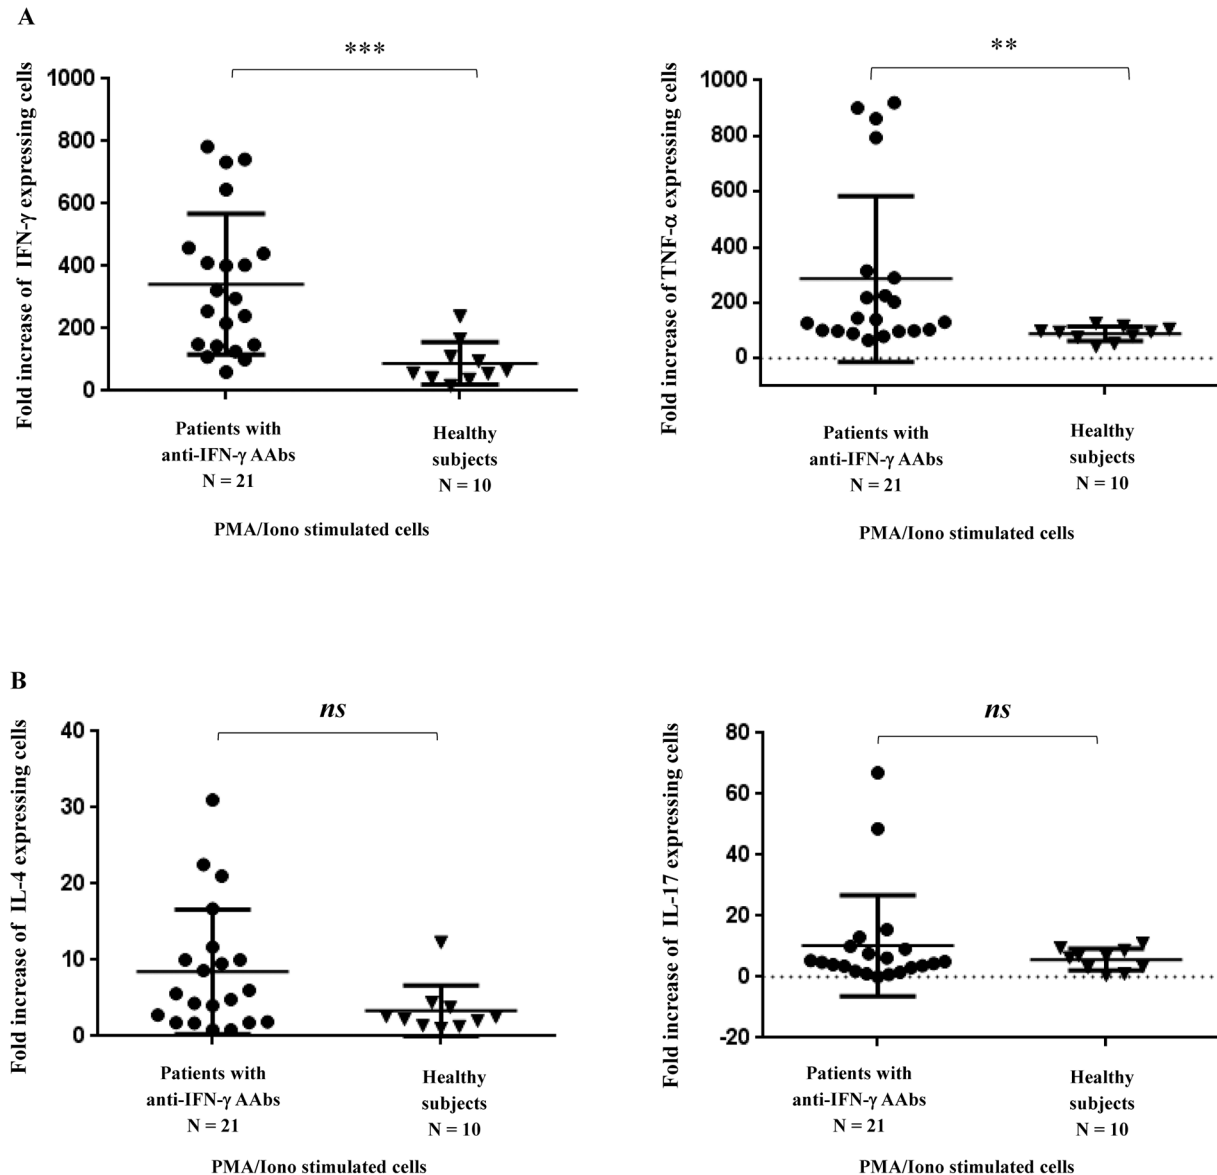 A
***
Fold increase of IFN-γ expressing cells
1000
800
600
400
200
0
Patients with
anti-IFN-γ AAbs
N = 21
Healthy
subjects
N = 10
PMA/Iono stimulated cells
**
Fold increase of TNF-α expressing cells
1000
800
600
400
200
0
Patients with
anti-IFN-γ AAbs
N = 21
Healthy
subjects
N = 10
PMA/Iono stimulated cells
B
ns
Fold increase of IL-4 expressing cells
40
30
20
10
0
Patients with
anti-IFN-γ AAbs
N = 21
Healthy
subjects
N = 10
PMA/Iono stimulated cells
ns
Fold increase of IL-17 expressing cells
80
60
40
20
0
-20
Patients with
anti-IFN-γ AAbs
N = 21
Healthy
subjects
N = 10
PMA/Iono stimulated cells